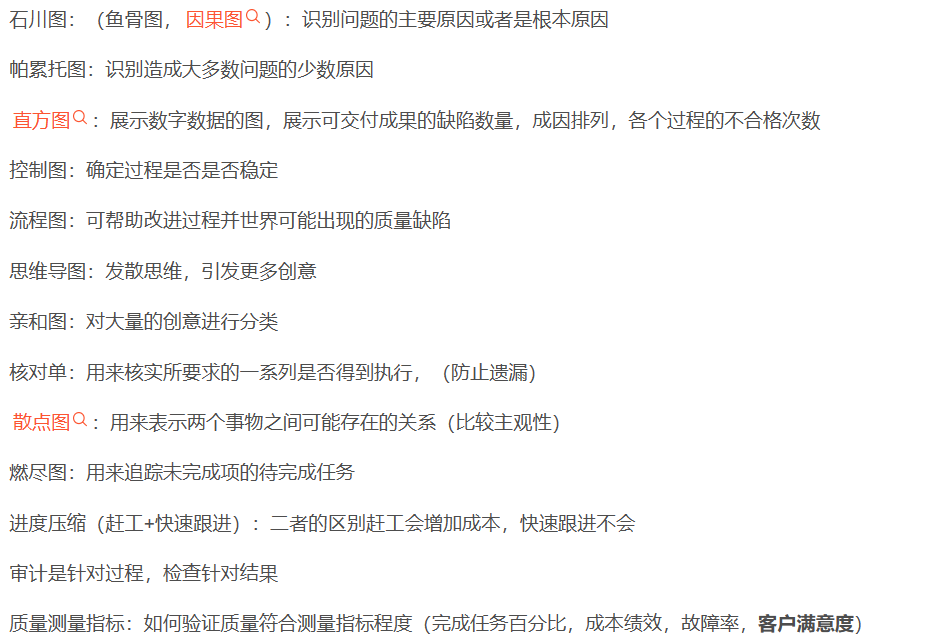 石川图：（鱼骨图，因果图）：识别问题的主要原因或者是根本原因
帕累托图：识别造成大多数问题的少数原因
直方图：展示数字数据的图，展示可交付成果的缺陷数量，成因排列，各个过程的不合格次数
控制图：确定过程是否是否稳定
流程图：可帮助改进过程并世界可能出现的质量缺陷
思维导图：发散思维，引发更多创意
亲和图：对大量的创意进行分类
核对单：用来核实所要求的一系列是否得到执行，（防止遗漏）
散点图：用来表示两个事物之间可能存在的关系（比较主观性）
燃尽图：用来追踪未完成项的待完成任务
进度压缩（赶工+快速跟进）：二者的区别赶工会增加成本，快速跟进不会
审计是针对过程，检查针对结果
质量测量指标：如何验证质量符合测量指标程度（完成任务百分比，成本绩效，故障率，客户满意度）